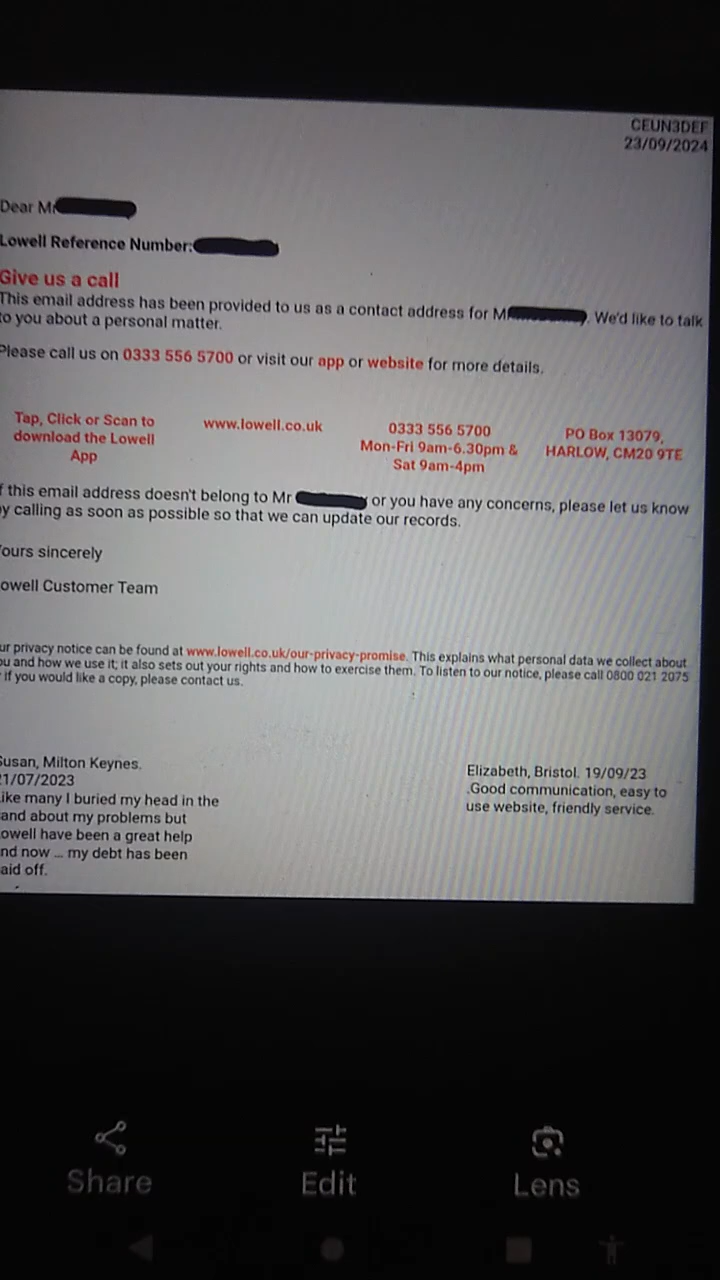 CEUN3DEF
23/09/2024
Dear Mr
Lowell Reference Number:
Give us a call
This email address has been provided to us as a contact address for M . We'd like to talk
to you about a personal matter.
Please call us on 0333 556 5700 or visit our app or website for more details.
Tap, Click or Scan to
download the Lowell
App
www.lowell.co.uk
0333 556 5700
Mon-Fri 9am-6.30pm &
Sat 9am-4pm
PO Box 13079,
HARLOW, CM20 9TE
f this email address doesn't belong to Mr or you have any concerns, please let us know
y calling as soon as possible so that we can update our records.
ours sincerely
owell Customer Team
ur privacy notice can be found at www.lowell.co.uk/our-privacy-promise. This explains what personal data we collect about
ou and how we use it; it also sets out your rights and how to exercise them. To listen to our notice, please call 0800 021 2075
r if you would like a copy, please contact us.
Susan, Milton Keynes.
21/07/2023
ike many I buried my head in the
and about my problems but
owell have been a great help
nd now ... my debt has been
aid off.
Elizabeth, Bristol. 19/09/23
.Good communication, easy to
use website, friendly service.
Share
Edit
Lens